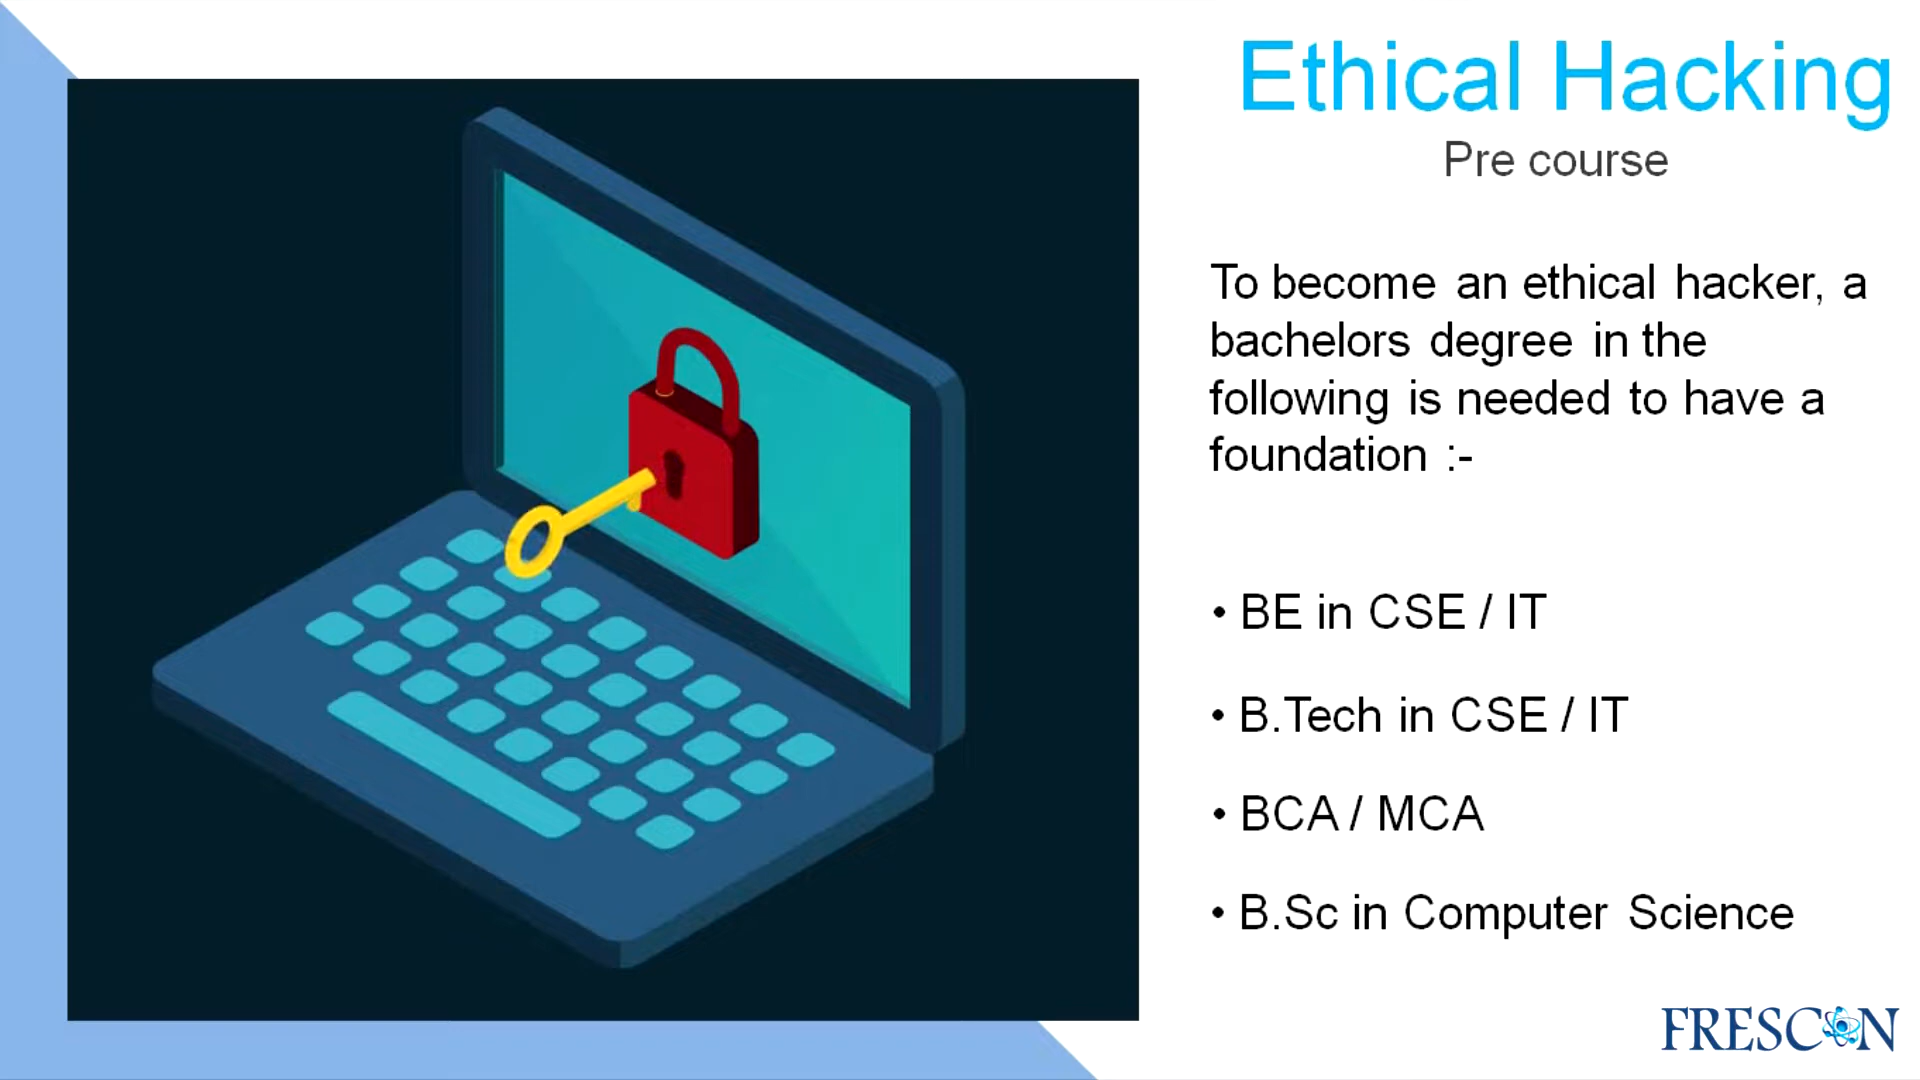 Ethical Hacking
Pre course
To become an ethical hacker, a
bachelors degree in the
following is needed to have a
foundation :-
• BE in CSE / IT
• B.Tech in CSE / IT
• BCA / MCA
• B.Sc in Computer Science
FRESCON